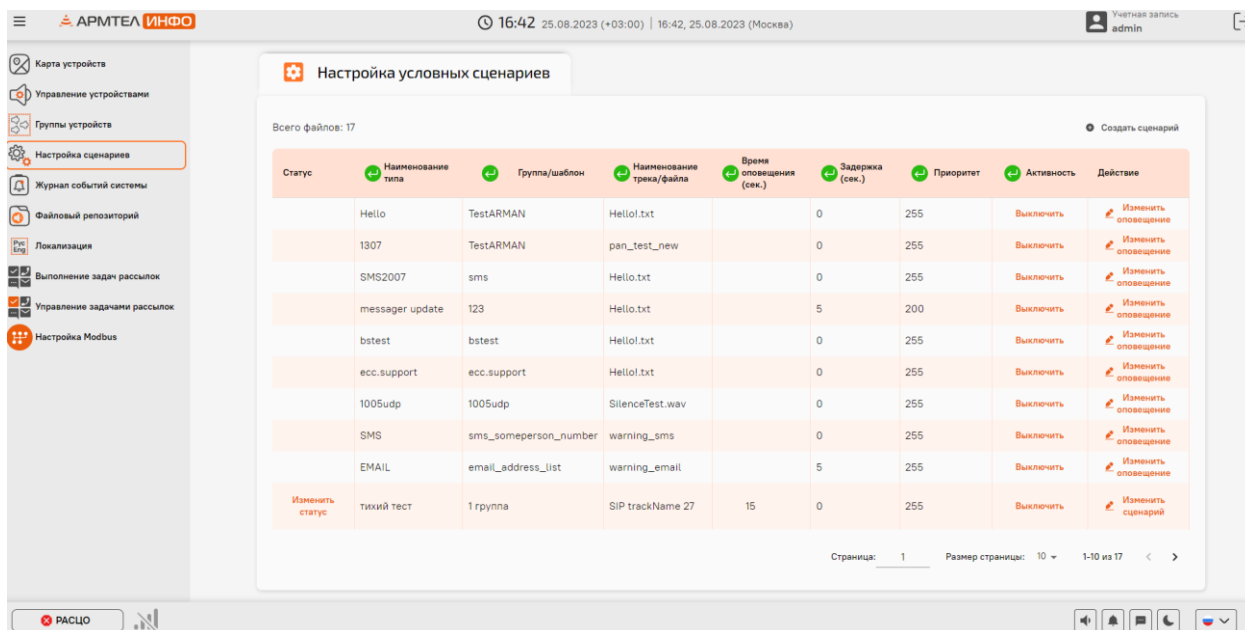 АРМТЕЛ ИНФО
16:42 25.08.2023 (+03:00) | 16:42, 25.08.2023 (Москва)
Учетная запись
admin
Карта устройств
Управление устройствами
Группы устройств
Настройка сценариев
Журнал событий системы
Файловый репозиторий
Рус
Eng
Локализация
Выполнение задач рассылок
Управление задачами рассылок
Настройка Modbus
Настройка условных сценариев
Всего файлов: 17
Создать сценарий
Статус
Наименование
типа
Группа/шаблон
Наименование
трека/файла
Время
оповещения
(сек.)
Задержка
(сек.)
Приоритет
Активность
Действие
Hello TestARMAN Hello!.txt 0 255 Выключить Изменить
оповещение
1307 TestARMAN pan_test_new 0 255 Выключить Изменить
оповещение
SMS2007 sms Hello.txt 0 255 Выключить Изменить
оповещение
messager update 123 Hello.txt 5 200 Выключить Изменить
оповещение
bstest bstest Hello!.txt 0 255 Выключить Изменить
оповещение
ecc.support ecc.support Hello!.txt 0 255 Выключить Изменить
оповещение
1005udp 1005udp SilenceTest.wav 0 255 Выключить Изменить
оповещение
SMS sms_someperson_number warning_sms 0 255 Выключить Изменить
оповещение
EMAIL email_address_list warning_email 5 255 Выключить Изменить
оповещение
Изменить
статус
тихий тест 1 группа SIP trackName 27 15 0 255 Выключить Изменить
сценарий
Страница: 1 Размер страницы: 10 1-10 из 17
РАСЦО